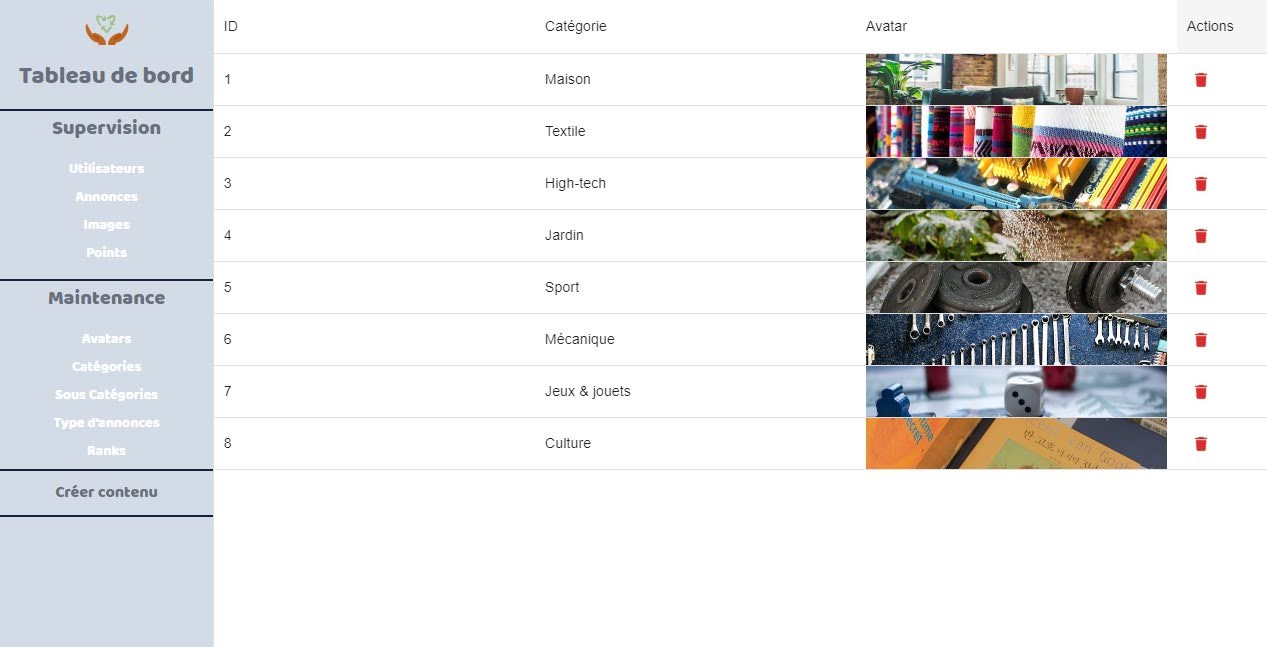 Tableau de bord
Supervision
Utilisateurs
Annonces
Images
Points
Maintenance
Avatars
Catégories
Sous Catégories
Type d'annonces
Ranks
Créer contenu
ID Catégorie Avatar Actions
1 Maison
2 Textile
3 High-tech
4 Jardin
5 Sport
6 Mécanique
7 Jeux & jouets
8 Culture